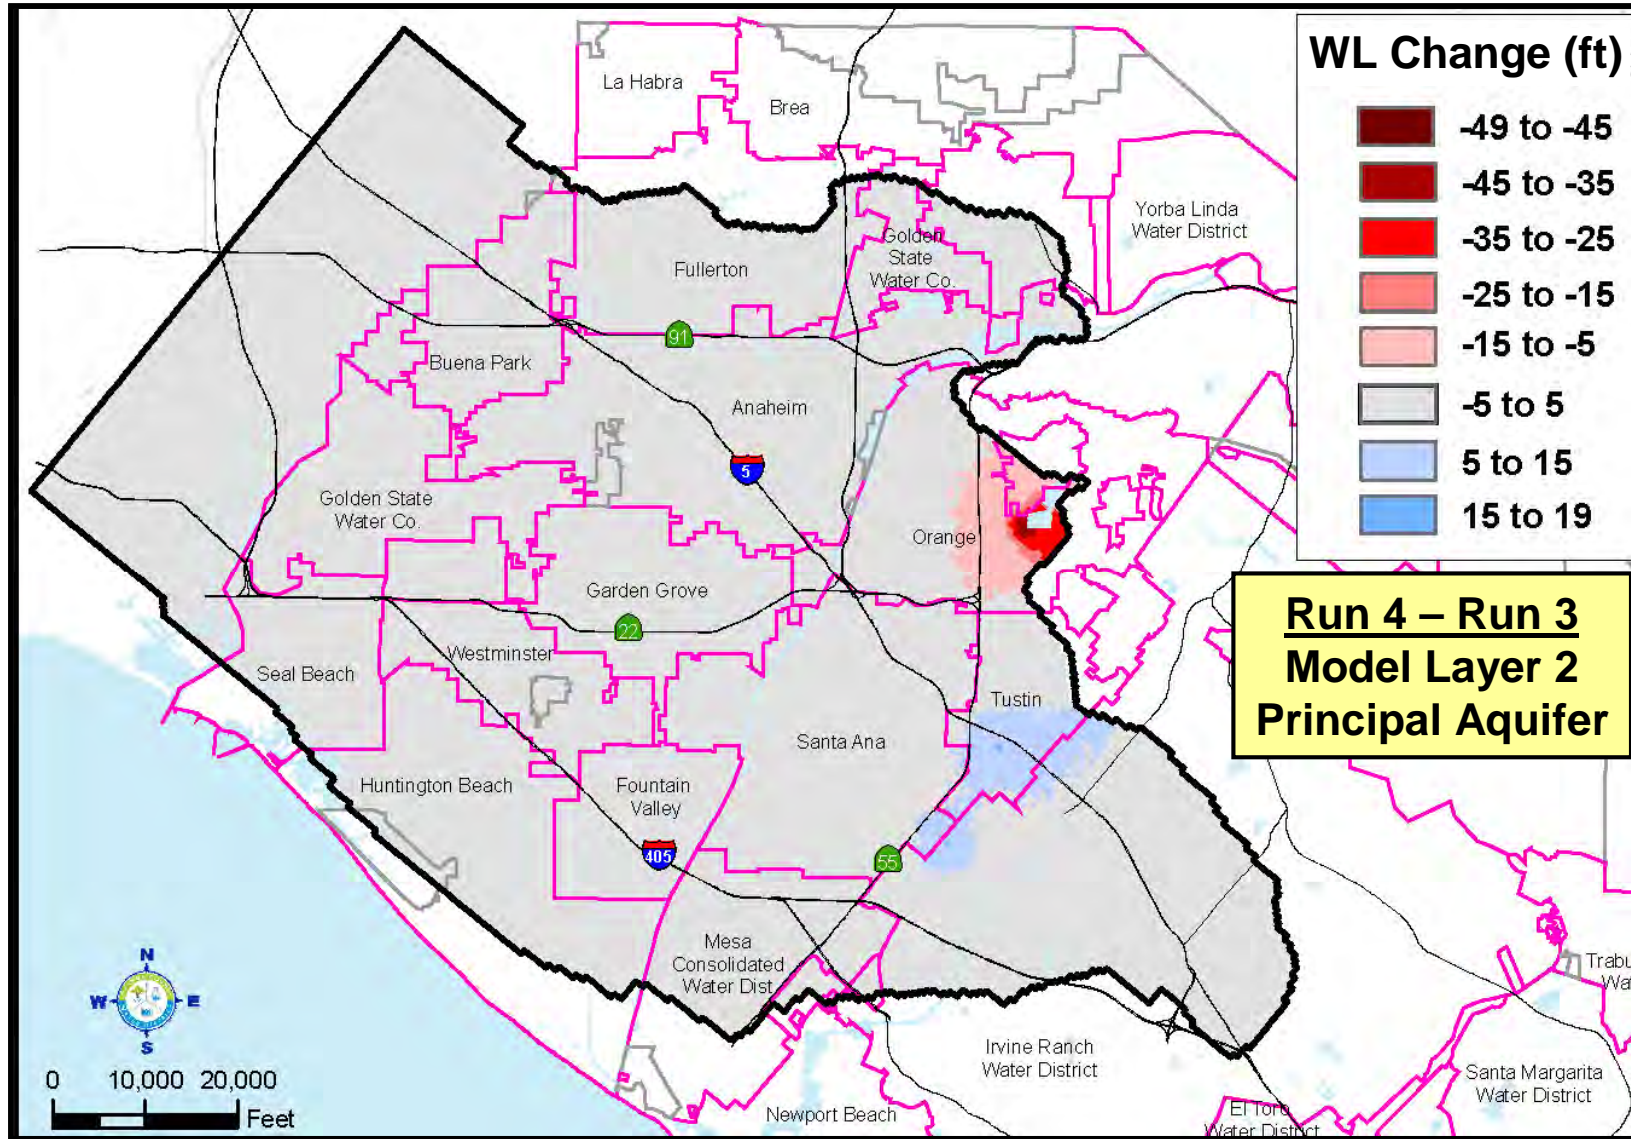 WL Change (ft)
-49 to -45
-45 to -35
-35 to -25
-25 to -15
-15 to -5
-5 to 5
5 to 15
15 to 19
Run 4 – Run 3
Model Layer 2
Principal Aquifer
La Habra
Brea
Yorba Linda
Water District
Golden
State
Water Co.
Fullerton
91
Buena Park
Anaheim
5
Golden State
Water Co.
Orange
Garden Grove
22
Westminster
Seal Beach
Tustin
Santa Ana
Huntington Beach
Fountain
Valley
405
55
Mesa
Consolidated
Water Dist.
Irvine Ranch
Water District
Newport Beach
El Toro
Water District
Santa Margarita
Water District
N
W
E
S
0 10,000 20,000
Feet